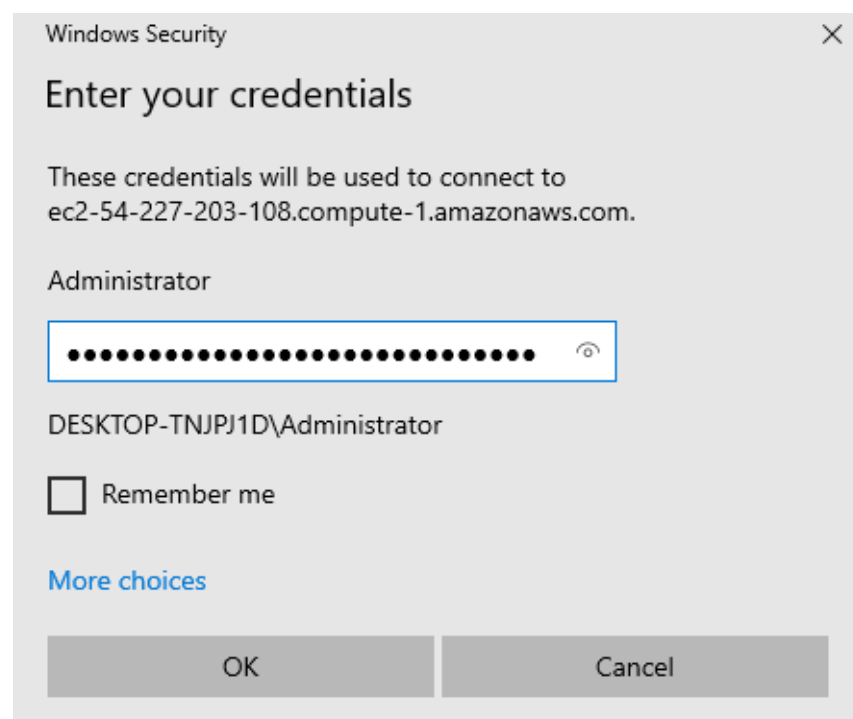 Windows Security
Enter your credentials
These credentials will be used to connect to
ec2-54-227-203-108.compute-1.amazonaws.com.
Administrator
••••••••••••••••••••••••••••••
DESKTOP-TNJPJ1D\Administrator
Remember me
More choices
OK
Cancel